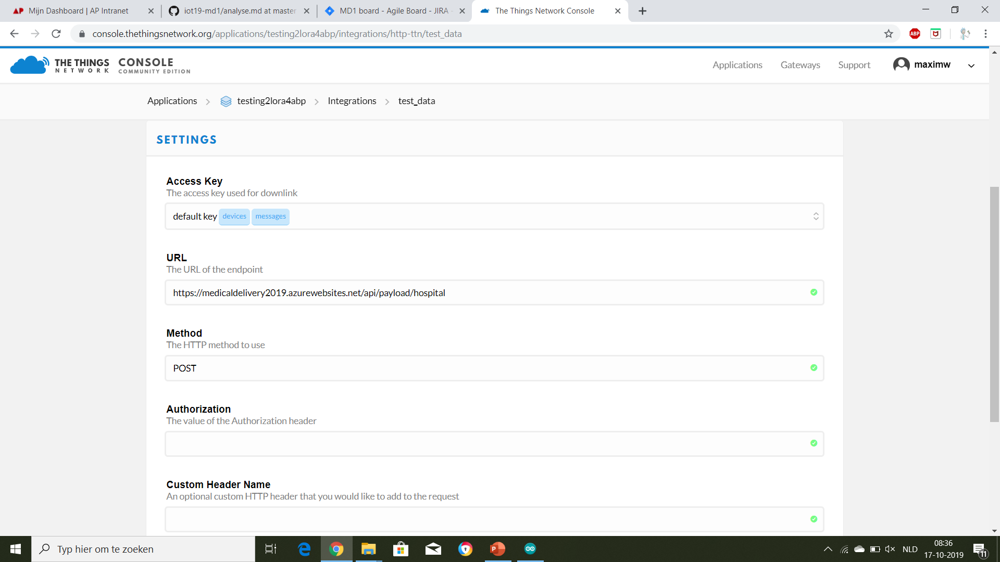 Mijn Dashboard | AP Intranet
iot19-md1/analyse.md at master
MD1 board - Agile Board - JIRA -
The Things Network Console
console.thethingsnetwork.org/applications/testing2lora4abp/integrations/http-ttn/test_data
ABP
THE THINGS
NETWORK
CONSOLE
COMMUNITY EDITION
Applications
Gateways
Support
maximw
Applications
testing2lora4abp
Integrations
test_data
SETTINGS
Access Key
The access key used for downlink
default key devices messages
URL
The URL of the endpoint
https://medicaldelivery2019.azurewebsites.net/api/payload/hospital
Method
The HTTP method to use
POST
Authorization
The value of the Authorization header
Custom Header Name
An optional custom HTTP header that you would like to add to the request
Typ hier om te zoeken
NLD
08:36
17-10-2019
11